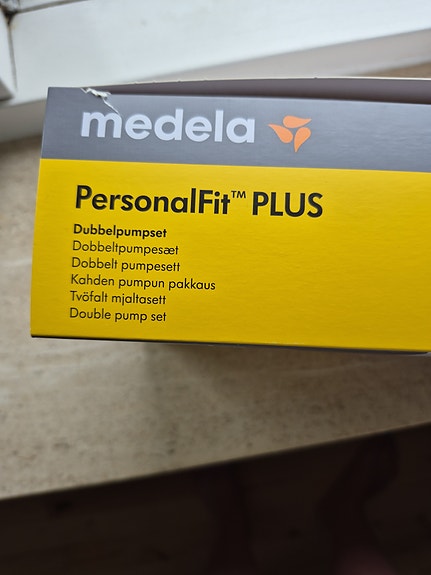 medela
PersonalFit™ PLUS
Dubbelpumpset
Dobbeltpumpesæt
Dobbelt pumpesett
Kahden pumpun pakkaus
Tvöfalt mjaltasett
Double pump set